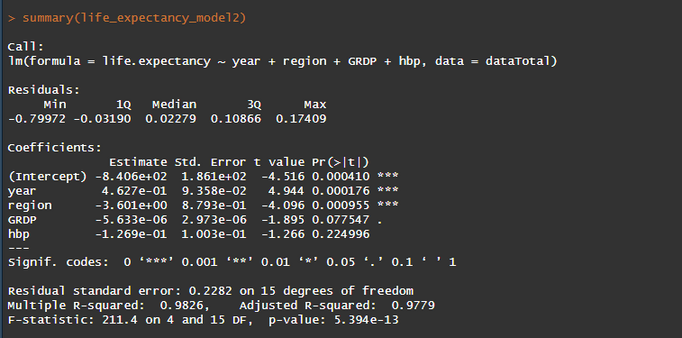 > summary(life_expectancy_model2)
Call:
lm(formula = life.expectancy ~ year + region + GRDP + hbp, data = dataTotal)
Residuals:
     Min       1Q   Median       3Q      Max
-0.79972 -0.03190  0.02279  0.10866  0.17409
Coefficients:
              Estimate Std. Error t value Pr(>|t|)
(Intercept) -8.406e+02  1.861e+02  -4.516 0.000410 ***
year         4.627e-01  9.358e-02   4.944 0.000176 ***
region      -3.601e+00  8.793e-01  -4.096 0.000955 ***
GRDP        -5.633e-06  2.973e-06  -1.895 0.077547 .
hbp         -1.269e-01  1.003e-01  -1.266 0.224996
---
Signif. codes:  0 ‘***’ 0.001 ‘**’ 0.01 ‘*’ 0.05 ‘.’ 0.1 ‘ ’ 1
Residual standard error: 0.2282 on 15 degrees of freedom
Multiple R-squared:  0.9826,    Adjusted R-squared:  0.9779
F-statistic: 211.4 on 4 and 15 DF,  p-value: 5.394e-13